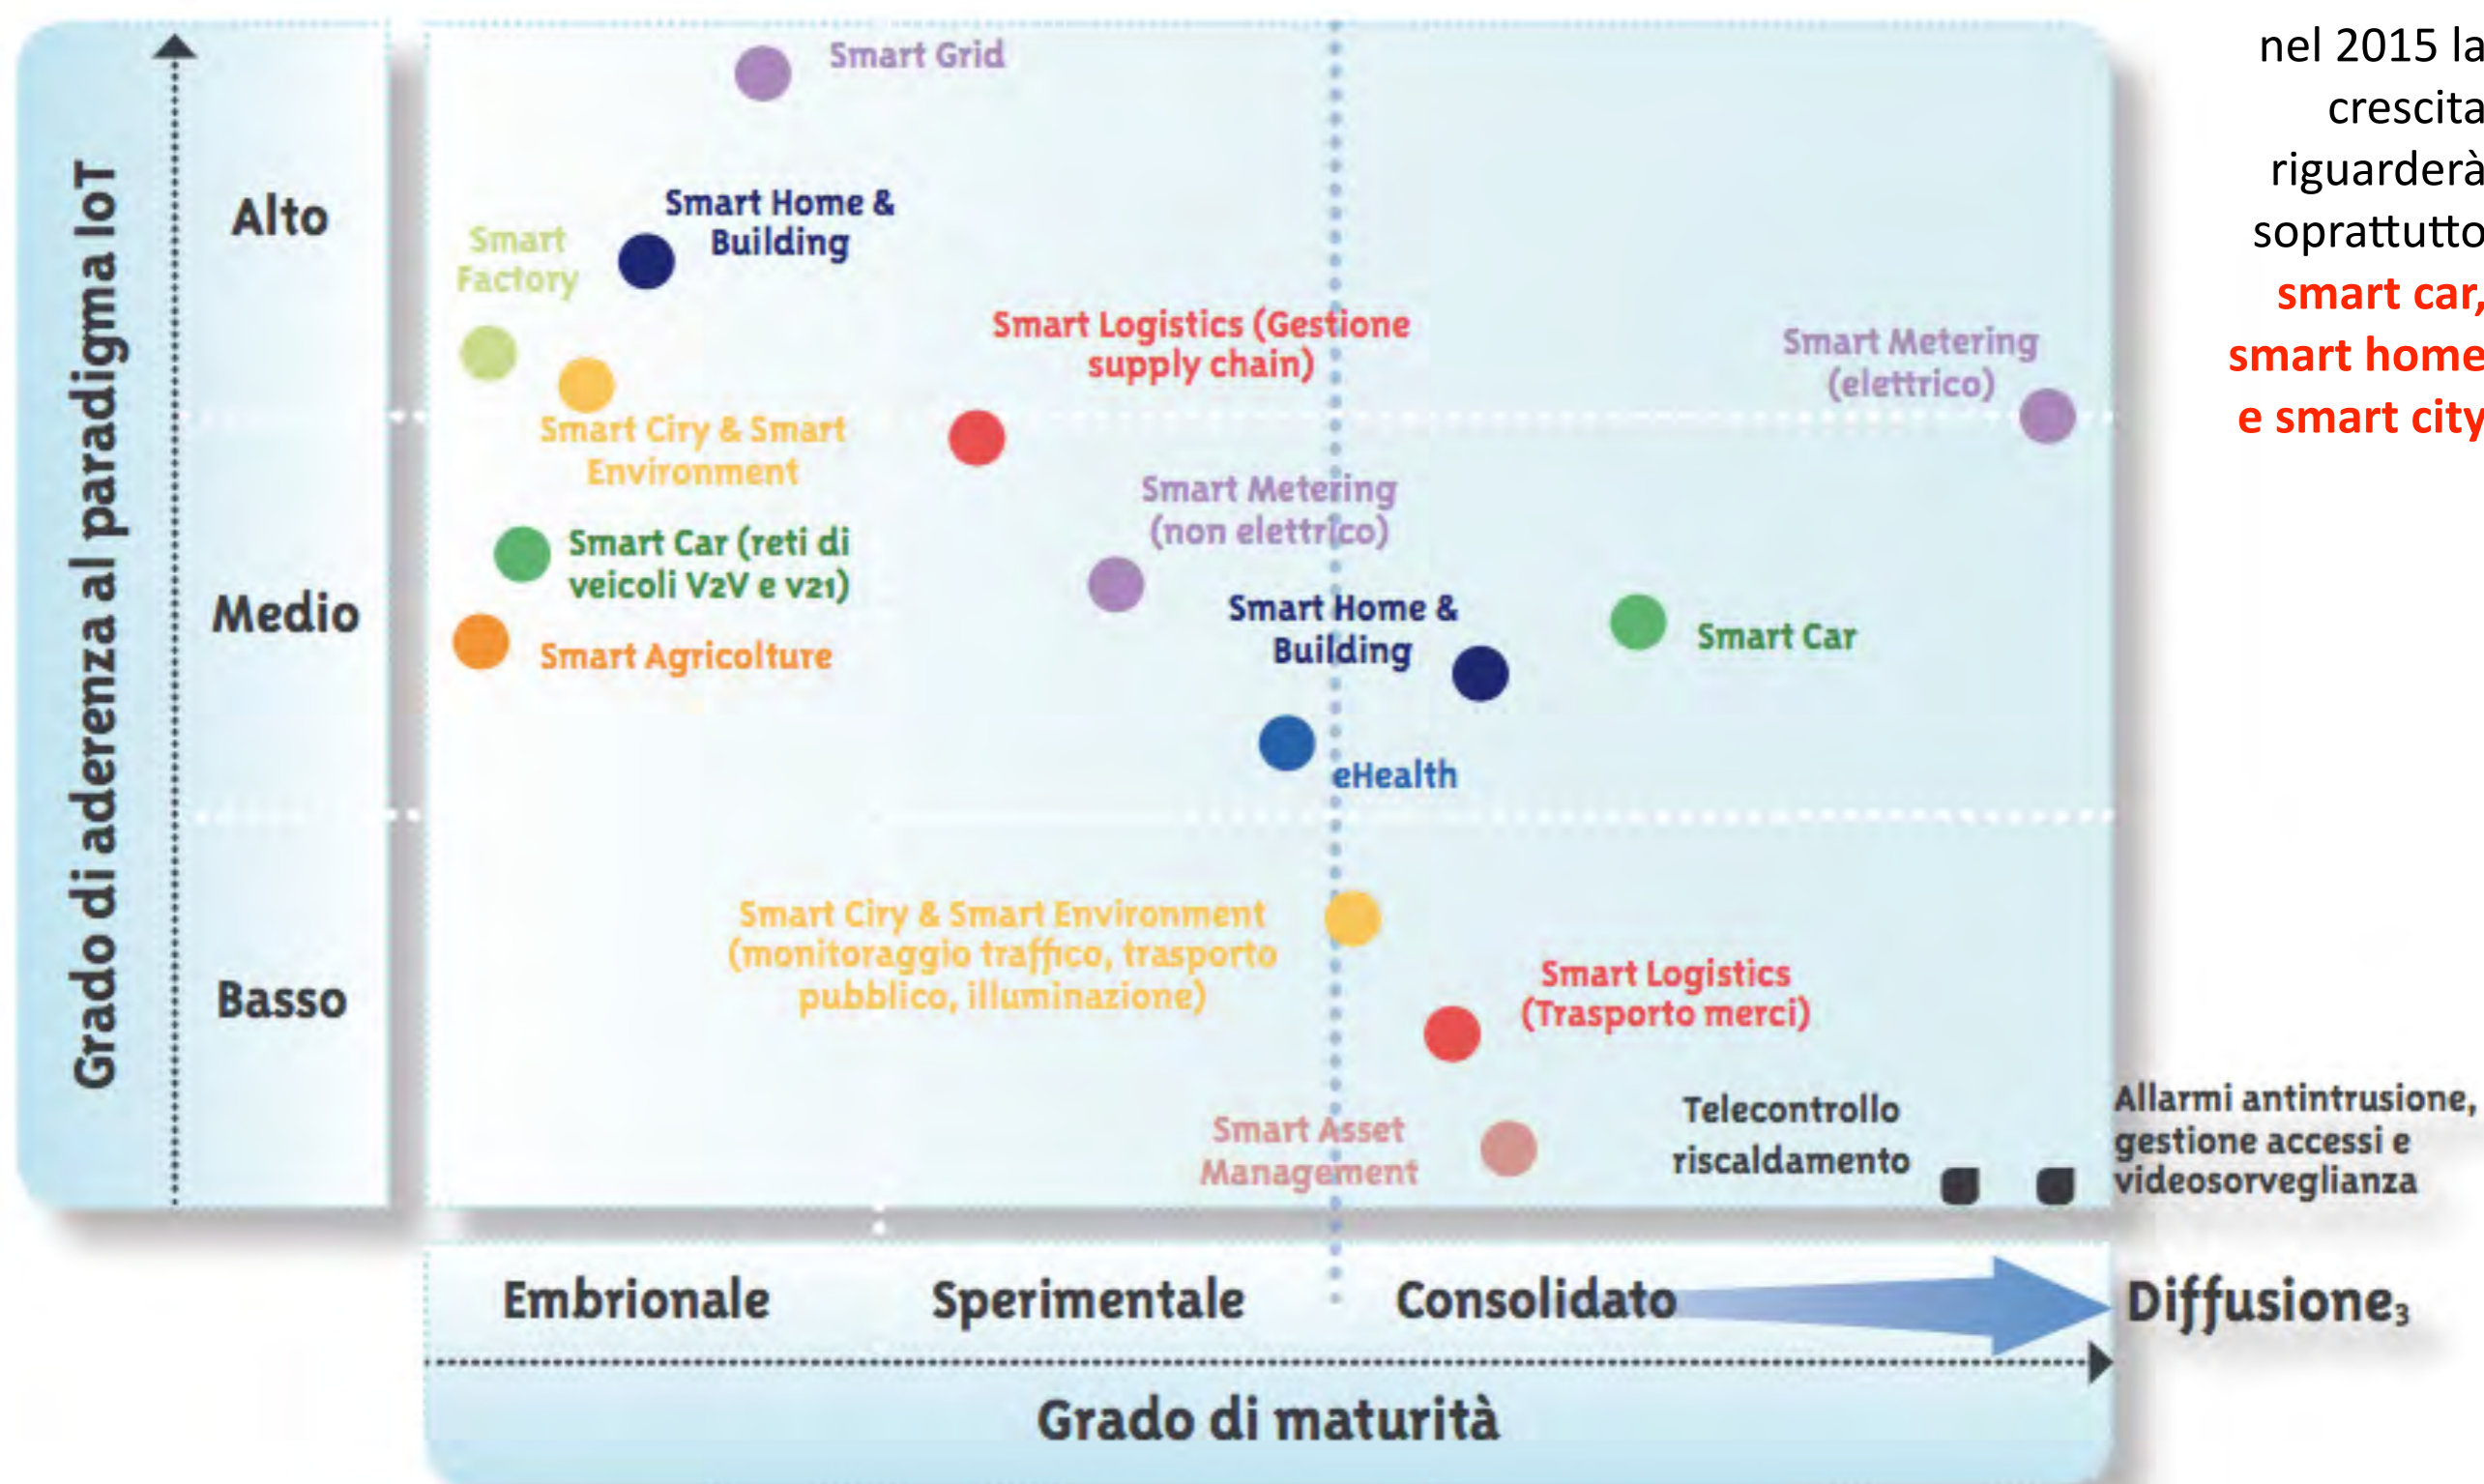 Grado di aderenza al paradigma IoT
Alto
Medio
Basso
Smart Grid
Smart Home &
Building
Smart
Factory
Smart Logistics (Gestione
supply chain)
Smart Metering
(elettrico)
Smart Ciry & Smart
Environment
Smart Metering
(non elettrico)
Smart Car (reti di
veicoli V2V e v21)
Smart Home &
Building
Smart Car
Smart Agricolture
eHealth
Smart Ciry & Smart Environment
(monitoraggio traffico, trasporto
pubblico, illuminazione)
Smart Logistics
(Trasporto merci)
Smart Asset
Management
Telecontrollo
riscaldamento
Allarmi antintrusione,
gestione accessi e
videosorveglianza
Embrionale
Sperimentale
Consolidato
Diffusione3
Grado di maturità
nel 2015 la
crescita
riguarderà
soprattutto
smart car,
smart home
e smart city